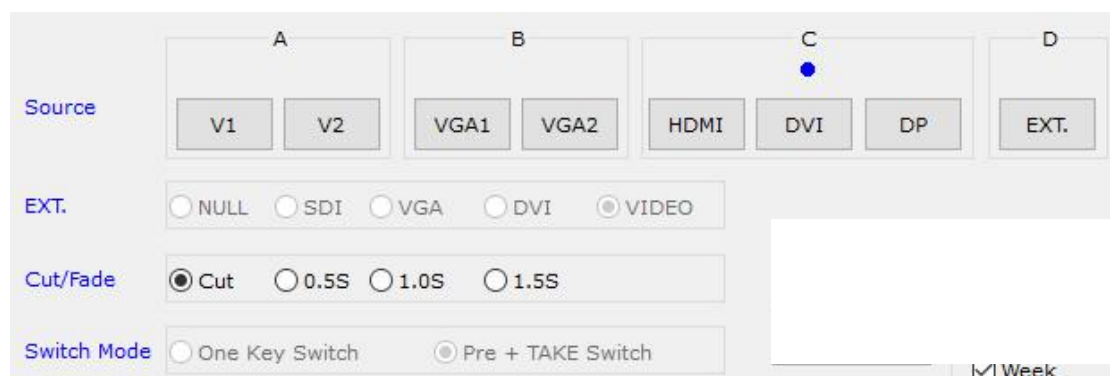 A B C D
Source V1 V2 VGA1 VGA2 HDMI DVI DP EXT.
EXT. NULL SDI VGA DVI VIDEO
Cut/Fade Cut 0.5S 1.0S 1.5S
Switch Mode One Key Switch Pre + TAKE Switch
Week